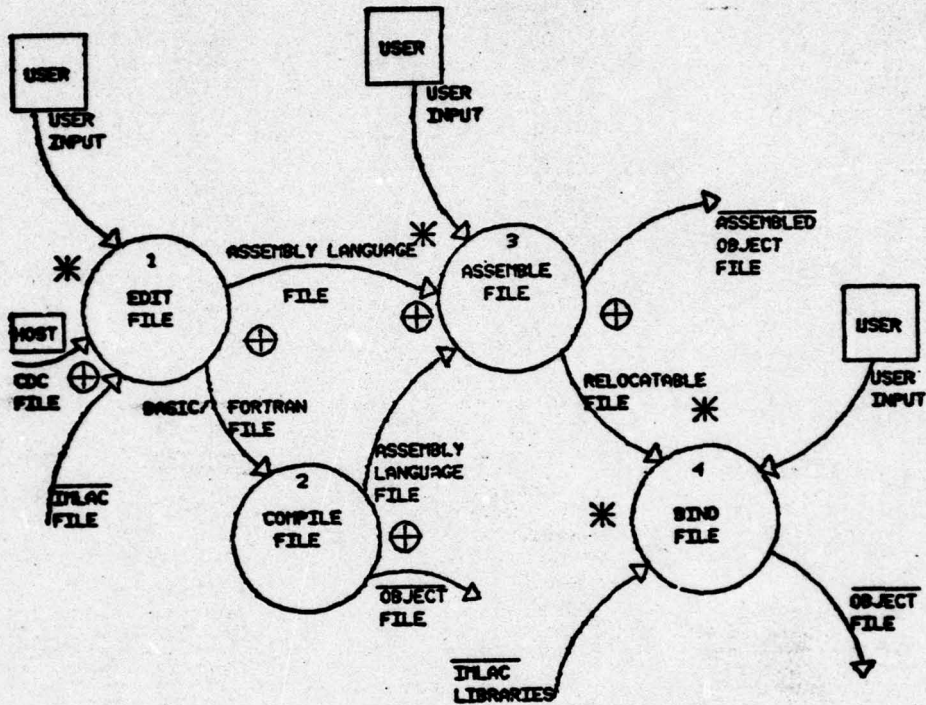 USER
USER INPUT
USER
USER INPUT
1
EDIT FILE
HOST
CDC FILE
IMLAC FILE
ASSEMBLY LANGUAGE
FILE
BASIC/ FORTRAN FILE
2
COMPILE FILE
ASSEMBLY LANGUAGE FILE
OBJECT FILE
3
ASSEMBLE FILE
ASSEMBLED OBJECT FILE
RELOCATABLE FILE
USER
USER INPUT
4
BIND FILE
IMLAC LIBRARIES
OBJECT FILE